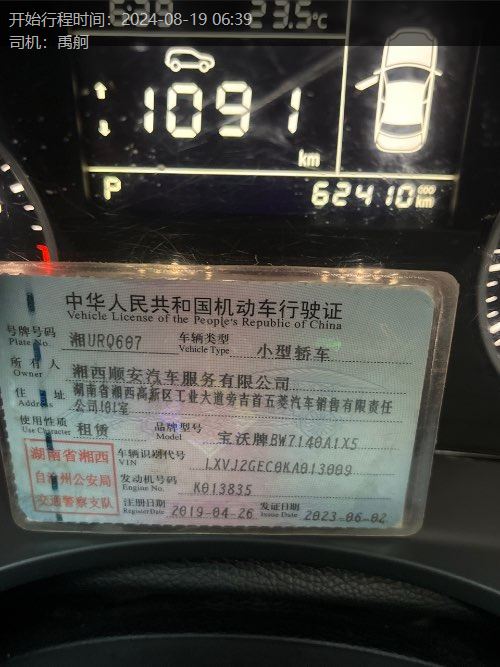 开始行程时间：2024-08-19 06:39
司机：禹舸
23.5℃
1091
km
P
62410km
中华人民共和国机动车行驶证
Vehicle License of the People's Republic of China
号牌号码 湘URQ607 车辆类型 小型轿车
Plate No. Vehicle Type
所有人 湘西顺安汽车服务有限公司
Owner
住址 湖南省湘西高新区工业大道旁吉首五菱汽车销售有限责任
Address 公司101室
使用性质 租赁 品牌型号 宝沃牌BW7140A1X5
Use Character Model
湖南省湘西 车辆识别代号 LXVJ2GEC0KA013009
VIN
自治州公安局 发动机号码 K013835
Engine No.
交通警察支队 注册日期 2019-04-26 发证日期 2023-06-02
Register Date Issue Date